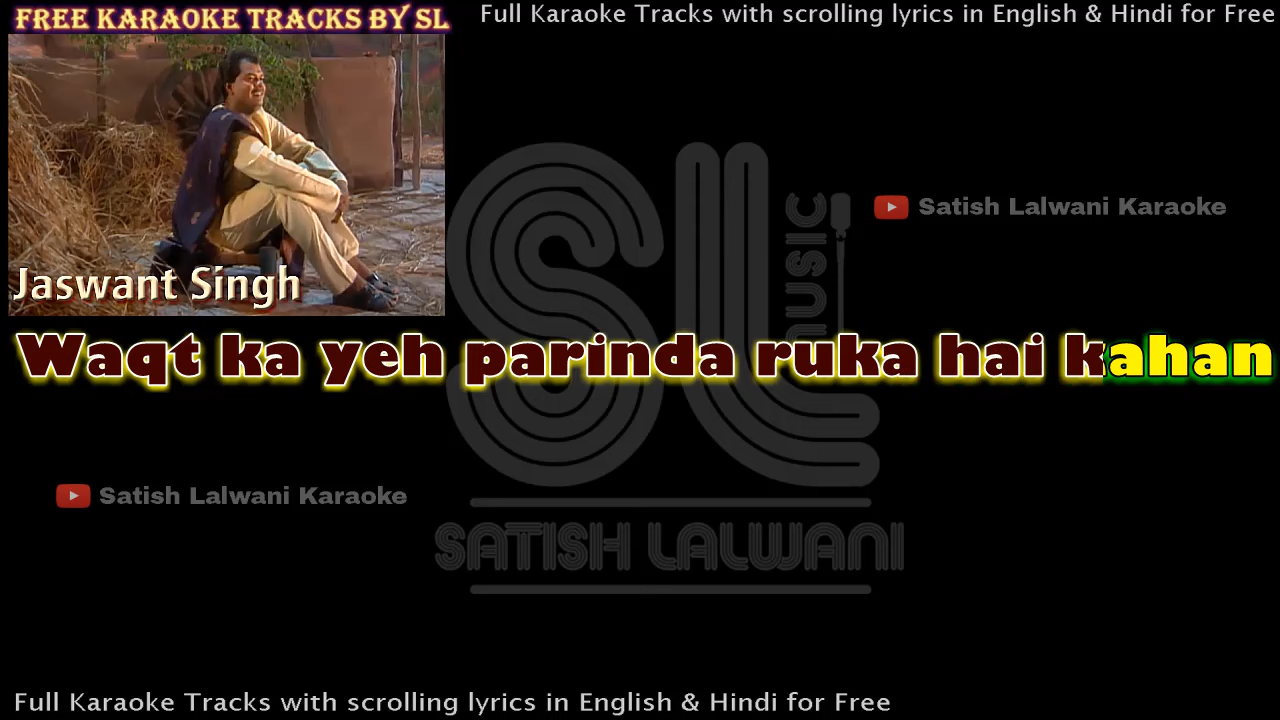 FREE KARAOKE TRACKS BY SL
Full Karaoke Tracks with scrolling lyrics in English & Hindi for Free
Jaswant Singh
SL
MUSIC
Satish Lalwani Karaoke
Waqt ka yeh parinda ruka hai kahan
Satish Lalwani Karaoke
SATISH LALWANI
Full Karaoke Tracks with scrolling lyrics in English & Hindi for Free